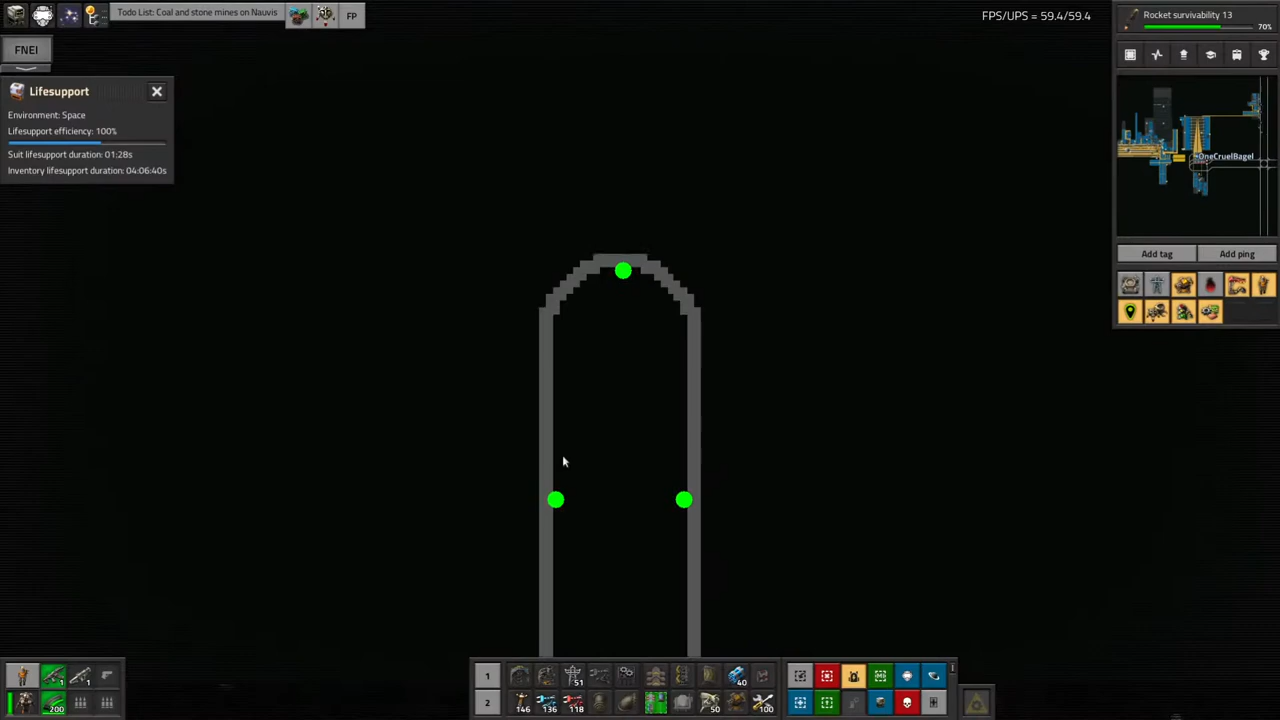 Todo List: Coal and stone mines on Nauvis
FP
FPS/UPS = 59.4/59.4
Rocket survivability 13
70%
FNEI
Lifesupport
Environment: Space
Lifesupport efficiency: 100%
Suit lifesupport duration: 01:28s
Inventory lifesupport duration: 04:06:40s
OneCruelBagel
Add tag
Add ping
1
51
40
2
146
136
118
50
100
1
1
200